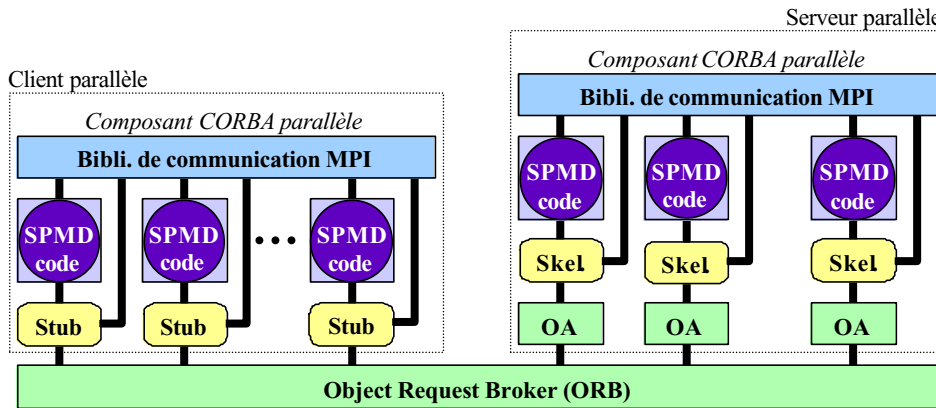 Serveur parallèle
Composant CORBA parallèle
Bibli. de communication MPI
SPMD code
SPMD code
SPMD code
Skel.
Skel.
Skel.
OA
OA
OA
Client parallèle
Composant CORBA parallèle
Bibli. de communication MPI
SPMD code
SPMD code
SPMD code
Stub
Stub
Stub
Object Request Broker (ORB)